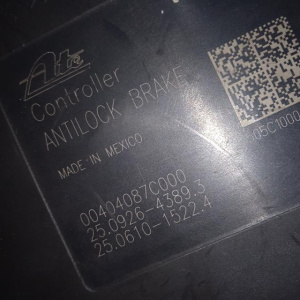 Ate
Controller
ANTILOCK BRAKE
MADE IN MEXICO
00404087C000
25.0926-4389.3
25.0610-1522.4